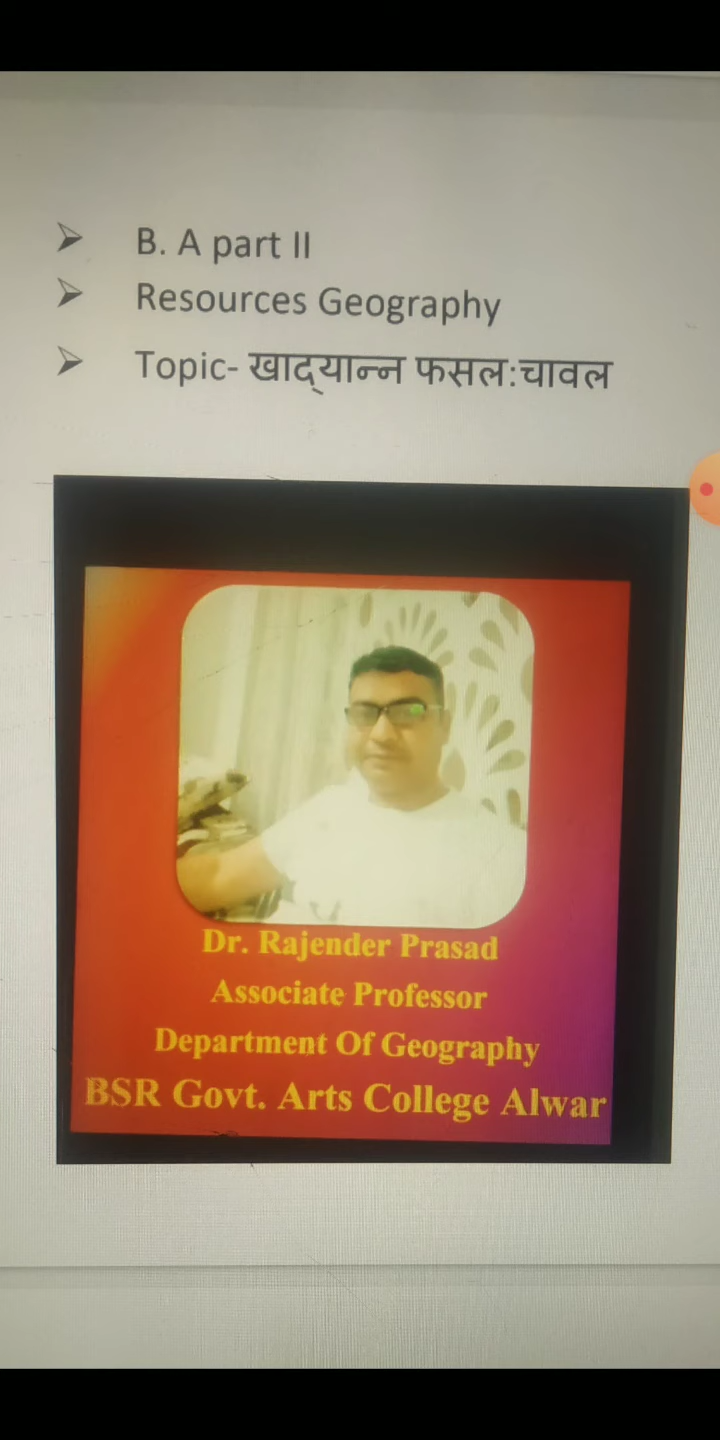 B. A part II
Resources Geography
Topic- खाद्यान्न फसल:चावल
Dr. Rajender Prasad
Associate Professor
Department Of Geography
BSR Govt. Arts College Alwar